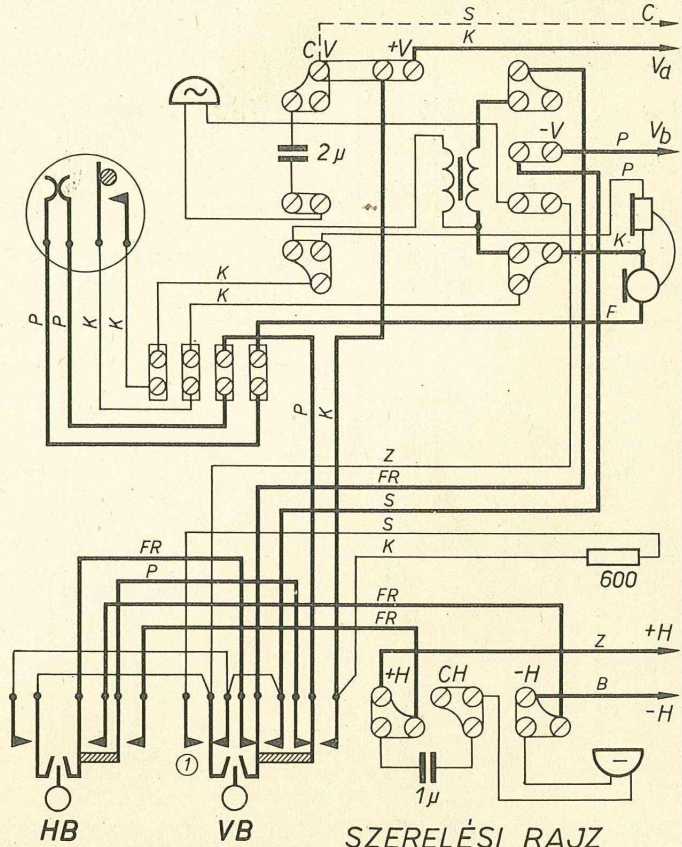 S C
CV +V K Va
2μ -V P Vb
P
K
K
K
P P K K F
P K
Z
FR
S
S
FR K
P 600
FR
FR
Z +H
+H CH -H
B -H
1
1μ
HB VB SZERELÉSI RAJZ